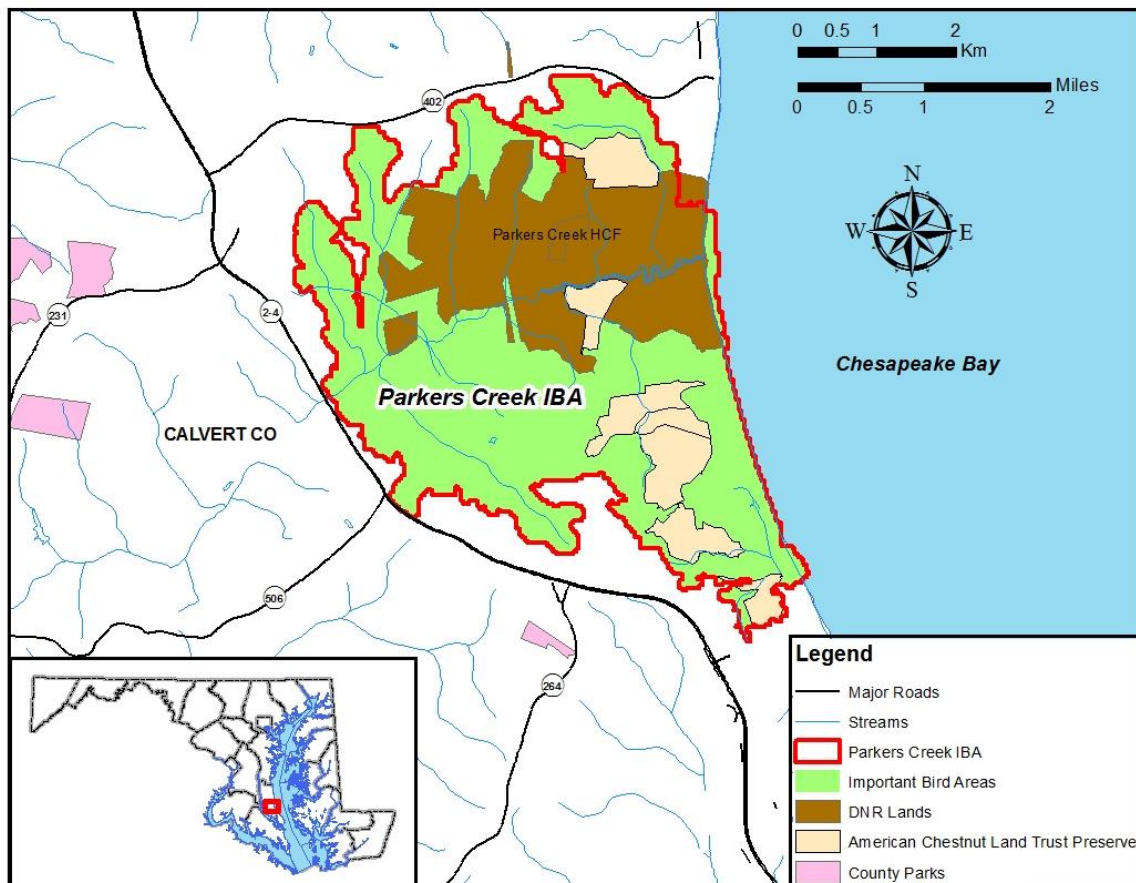 0 0.5 1 2
Km
Miles
0 0.5 1 2
402
N
W E
S
Parkers Creek HCF
231
2-4
Chesapeake Bay
Parkers Creek IBA
CALVERT CO
506
264
Legend
Major Roads
Streams
Parkers Creek IBA
Important Bird Areas
DNR Lands
American Chestnut Land Trust Preserve
County Parks